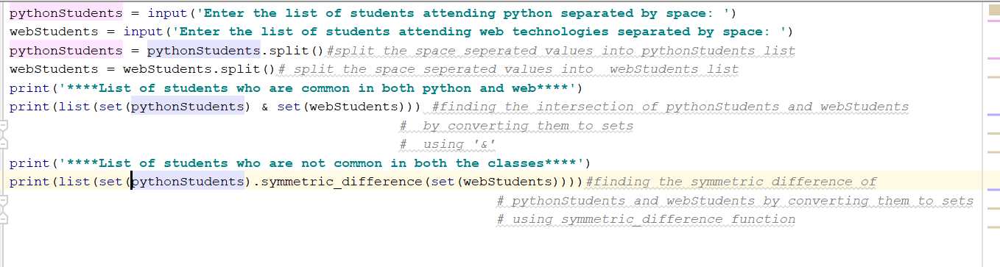 pythonStudents = input('Enter the list of students attending python separated by space: ')
webStudents = input('Enter the list of students attending web technologies separated by space: ')
pythonStudents = pythonStudents.split()#split the space seperated values into pythonStudents list
webStudents = webStudents.split()# split the space seperated values into  webStudents list
print('****List of students who are common in both python and web****')
print(list(set(pythonStudents) & set(webStudents))) #finding the intersection of pythonStudents and webStudents
#  by converting them to sets
#  using '&'
print('****List of students who are not common in both the classes****')
print(list(set(pythonStudents).symmetric_difference(set(webStudents))))#finding the symmetric difference of
# pythonStudents and webStudents by converting them to sets
# using symmetric_difference function